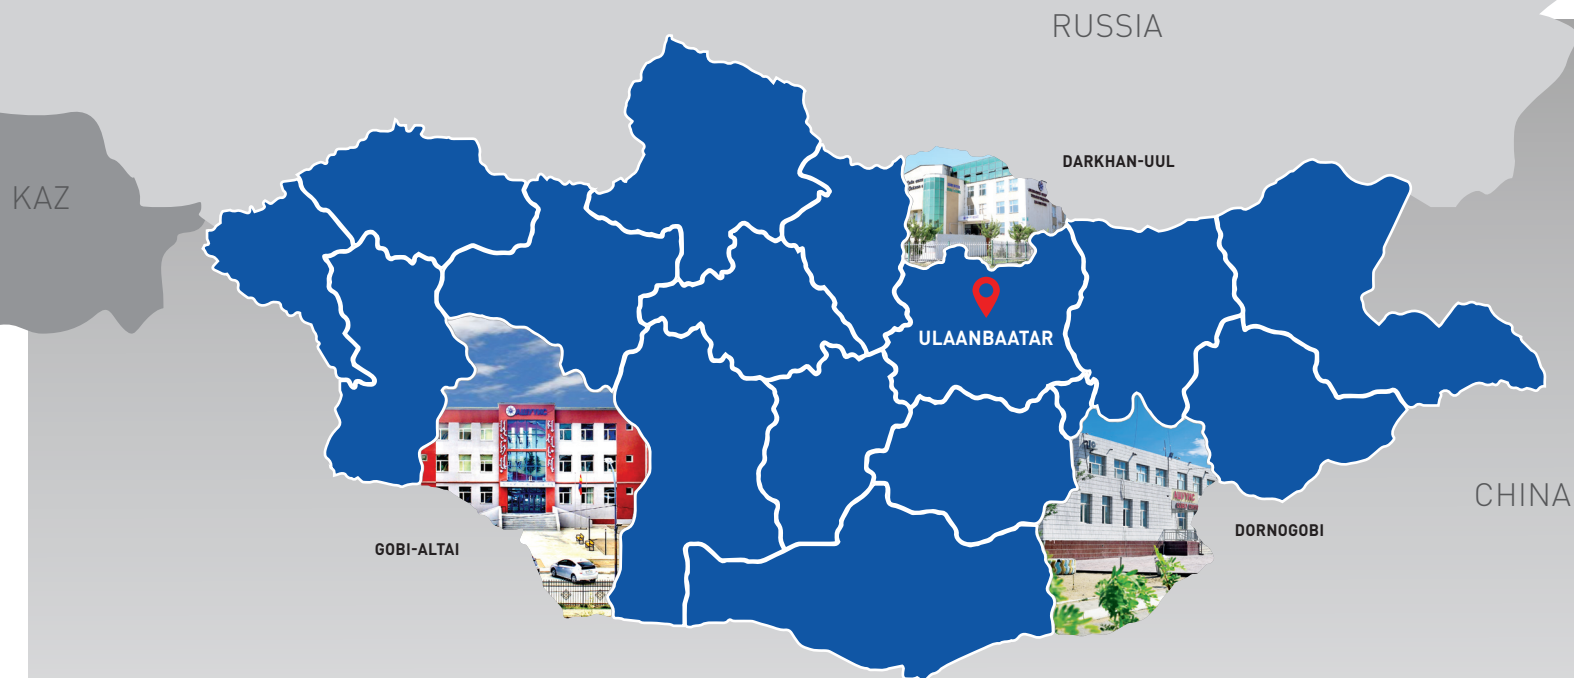 RUSSIA
DARKHAN-UUL
KAZ
ULAANBAATAR
CHINA
DORNOGOBI
GOBI-ALTAI